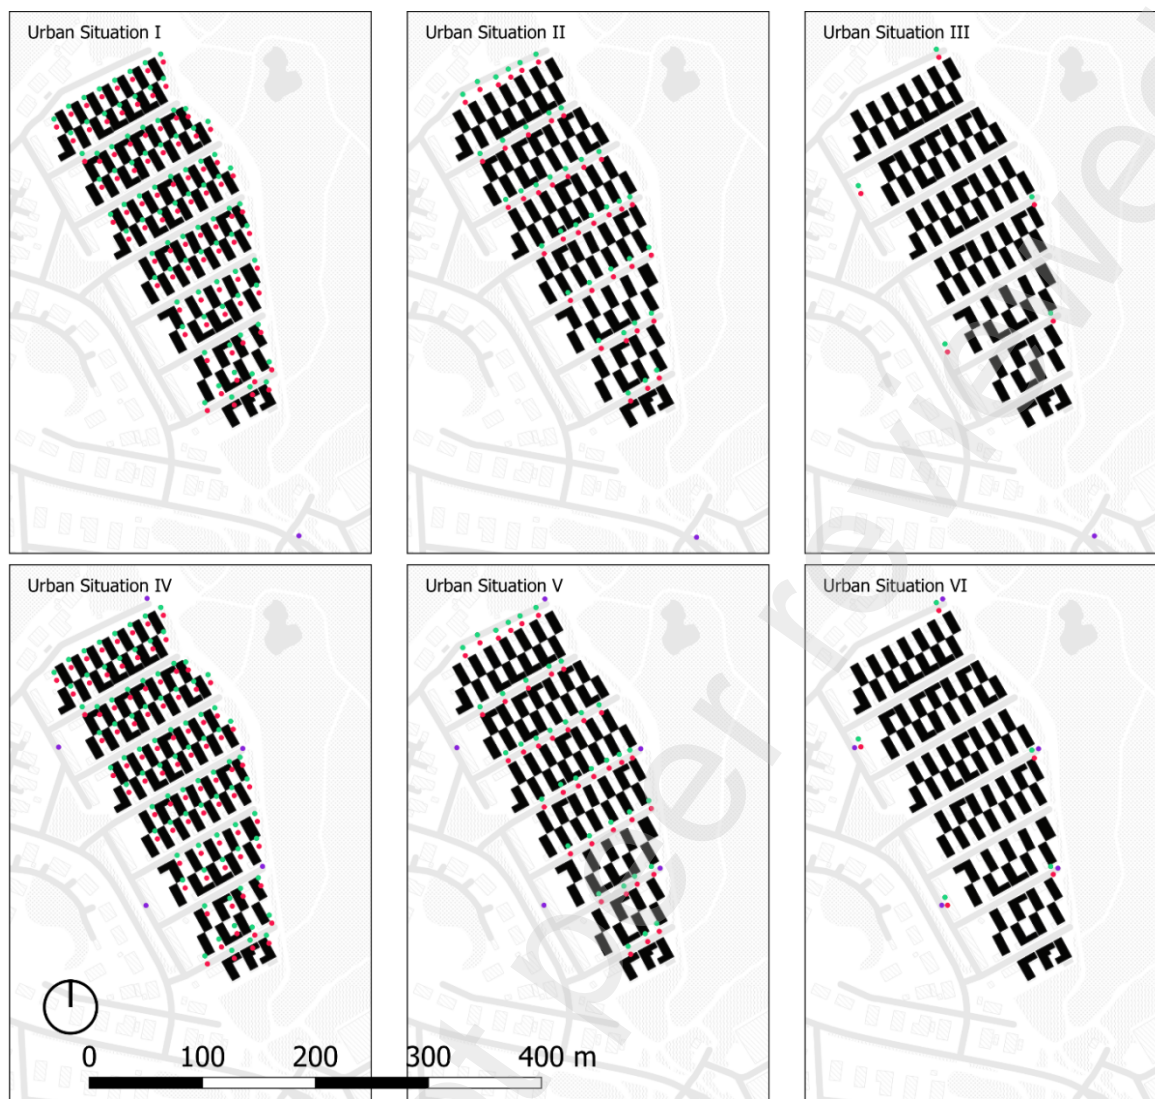 Urban Situation I
Urban Situation II
Urban Situation III
Urban Situation IV
Urban Situation V
Urban Situation VI
0 100 200 300 400 m